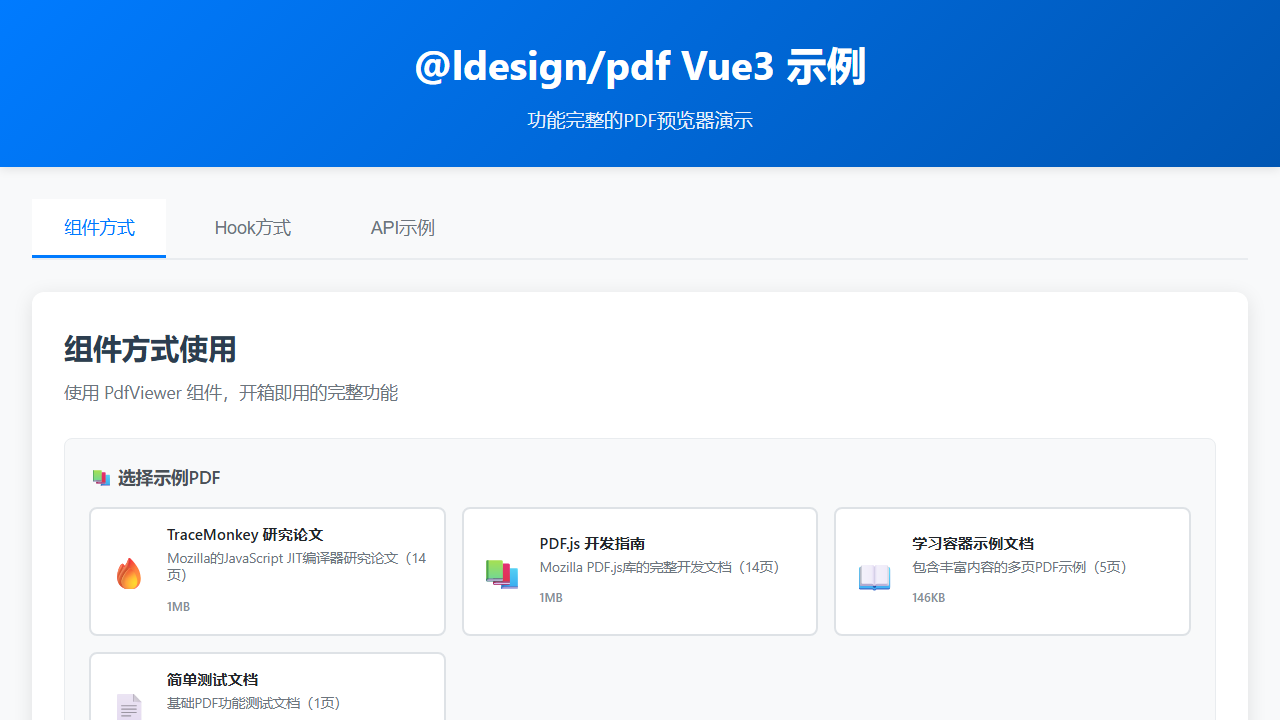 @ldesign/pdf Vue3 示例
功能完整的PDF预览器演示
组件方式
Hook方式
API示例
组件方式使用
使用 PdfViewer 组件，开箱即用的完整功能
选择示例PDF
TraceMonkey 研究论文
Mozilla的JavaScript JIT编译器研究论文（14
页）
1MB
PDF.js 开发指南
Mozilla PDF.js库的完整开发文档（14页）
1MB
学习容器示例文档
包含丰富内容的多页PDF示例（5页）
146KB
简单测试文档
基础PDF功能测试文档（1页）